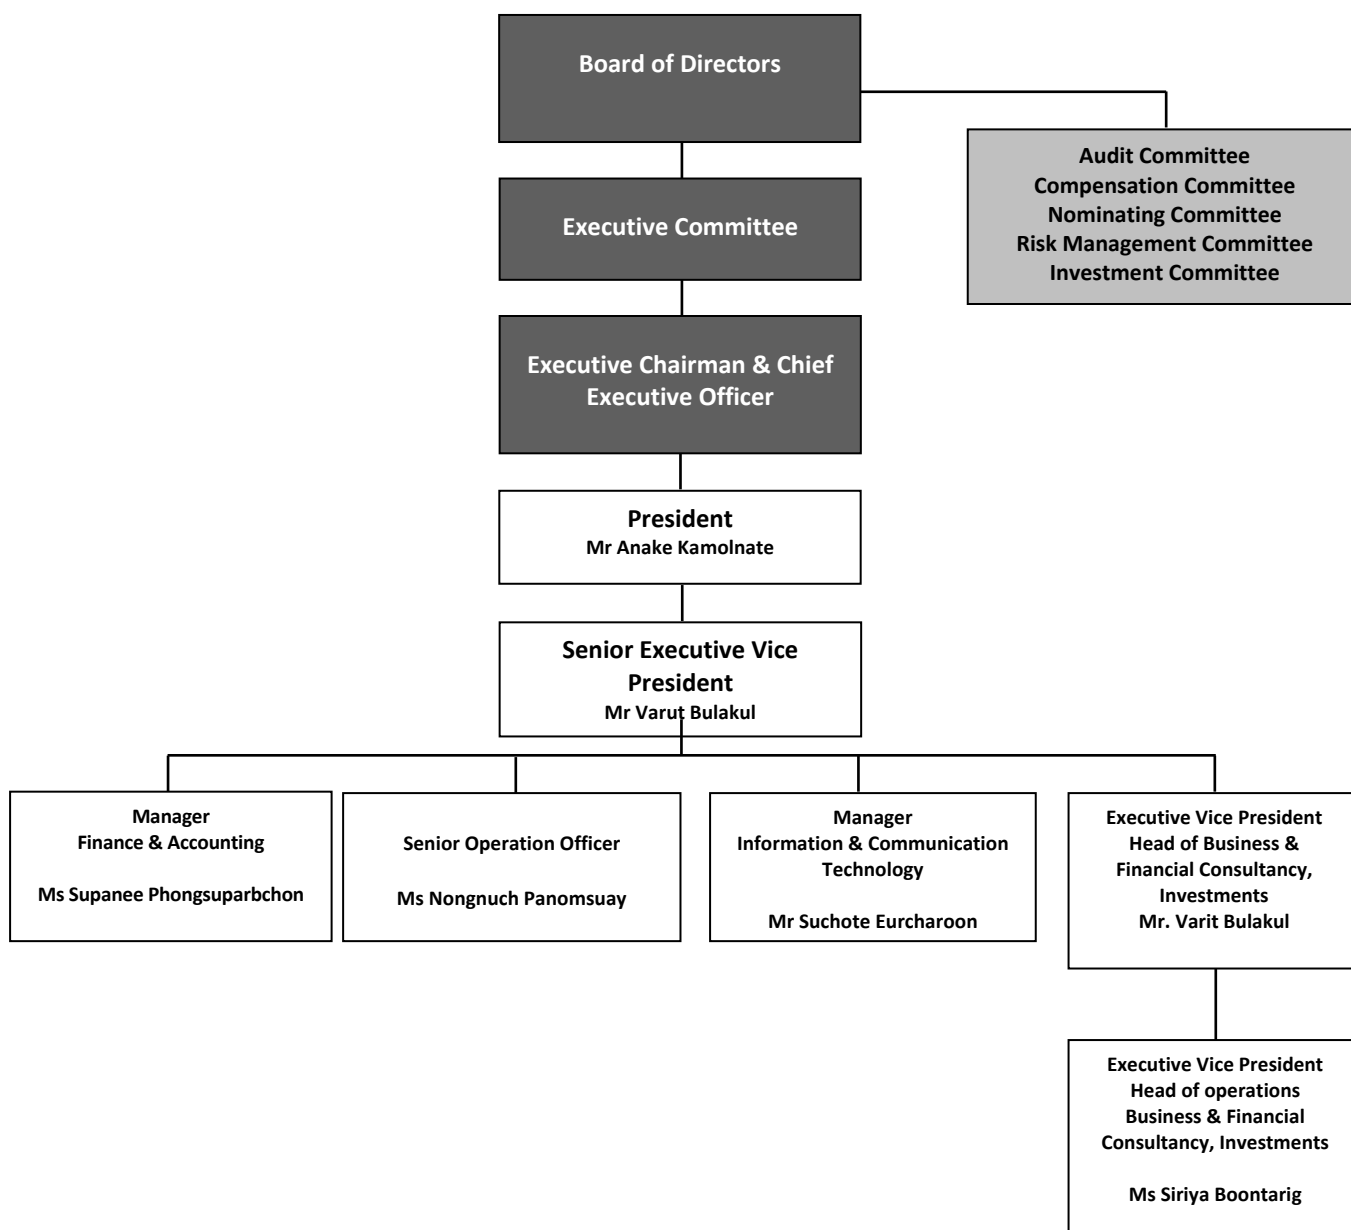 Board of Directors
Audit Committee
Compensation Committee
Nominating Committee
Risk Management Committee
Investment Committee
Executive Committee
Executive Chairman & Chief
Executive Officer
President
Mr Anake Kamolnate
Senior Executive Vice
President
Mr Varut Bulakul
Manager
Finance & Accounting
Ms Supanee Phongsuparbchon
Senior Operation Officer
Ms Nongnuch Panomsuay
Manager
Information & Communication
Technology
Mr Suchote Eurcharoon
Executive Vice President
Head of Business &
Financial Consultancy,
Investments
Mr. Varit Bulakul
Executive Vice President
Head of operations
Business & Financial
Consultancy, Investments
Ms Siriya Boontarig